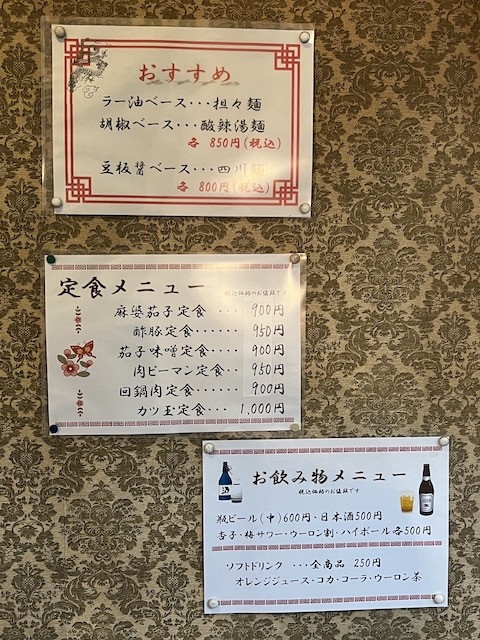 おすすめ
ラー油ベース・・・担々麺
胡椒ベース・・・酸辣湯麺
各 850円(税込)
豆板醤ベース・・・四川麺
各 800円(税込)
定食メニュー
税込価格のお値段です
麻婆茄子定食・・・900円
酢豚定食・・・・・・950円
茄子味噌定食・・・900円
肉ピーマン定食・・950円
回鍋肉定食・・・・・・900円
カツ玉定食・・・1,000円
お飲み物メニュー
税込価格のお値段です
酒
瓶ビール(中)600円・日本酒500円
杏子・梅サワー・ウーロン割・ハイボール各500円
ソフトドリンク ・・・全商品 250円
オレンジジュース・コカ・コーラ・ウーロン茶